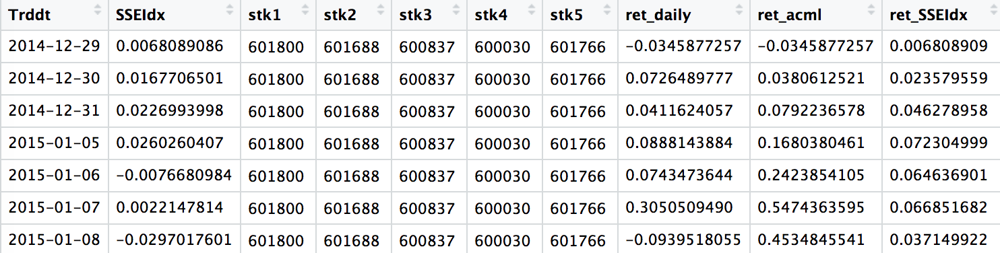 Trddt SSEIdx stk1 stk2 stk3 stk4 stk5 ret_daily ret_acml ret_SSEIdx
2014-12-29 0.0068089086 601800 601688 600837 600030 601766 -0.0345877257 -0.0345877257 0.006808909
2014-12-30 0.0167706501 601800 601688 600837 600030 601766 0.0726489777 0.0380612521 0.023579559
2014-12-31 0.0226993998 601800 601688 600837 600030 601766 0.0411624057 0.0792236578 0.046278958
2015-01-05 0.0260260407 601800 601688 600837 600030 601766 0.0888143884 0.1680380461 0.072304999
2015-01-06 -0.0076680984 601800 601688 600837 600030 601766 0.0743473644 0.2423854105 0.064636901
2015-01-07 0.0022147814 601800 601688 600837 600030 601766 0.3050509490 0.5474363595 0.066851682
2015-01-08 -0.0297017601 601800 601688 600837 600030 601766 -0.0939518055 0.4534845541 0.037149922